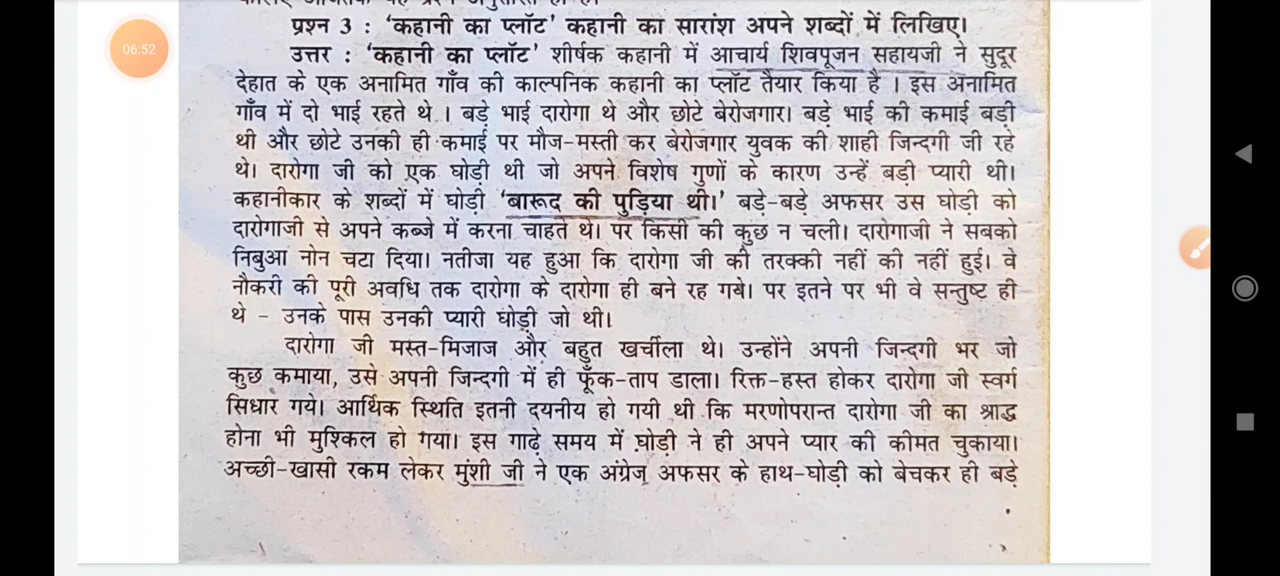 06:52
प्रश्न 3 : 'कहानी का प्लॉट' कहानी का सारांश अपने शब्दों में लिखिए।
उत्तर : 'कहानी का प्लॉट' शीर्षक कहानी में आचार्य शिवपूजन सहायजी ने सुदूर
देहात के एक अनामित गाँव की काल्पनिक कहानी का प्लॉट तैयार किया है । इस अनामित
गाँव में दो भाई रहते थे । बड़े भाई दारोगा थे और छोटे बेरोजगार। बड़े भाई की कमाई बड़ी
थी और छोटे उनकी ही कमाई पर मौज-मस्ती कर बेरोजगार युवक की शाही जिन्दगी जी रहे
थे। दारोगा जी को एक घोड़ी थी जो अपने विशेष गुणों के कारण उन्हें बड़ी प्यारी थी।
कहानीकार के शब्दों में घोड़ी 'बारूद की पुड़िया थी।' बड़े-बड़े अफसर उस घोड़ी को
दारोगाजी से अपने कब्जे में करना चाहते थे। पर किसी की कुछ न चली। दारोगाजी ने सबको
निबुआ नोन चटा दिया। नतीजा यह हुआ कि दारोगा जी की तरक्की नहीं की नहीं हुई। वे
नौकरी की पूरी अवधि तक दारोगा के दारोगा ही बने रह गये। पर इतने पर भी वे सन्तुष्ट ही
थे - उनके पास उनकी प्यारी घोड़ी जो थी।
दारोगा जी मस्त-मिजाज और बहुत खर्चीला थे। उन्होंने अपनी जिन्दगी भर जो
कुछ कमाया, उसे अपनी जिन्दगी में ही फूँक-ताप डाला। रिक्त-हस्त होकर दारोगा जी स्वर्ग
सिधार गये। आर्थिक स्थिति इतनी दयनीय हो गयी थी कि मरणोपरान्त दारोगा जी का श्राद्ध
होना भी मुश्किल हो गया। इस गाढ़े समय में घोड़ी ने ही अपने प्यार की कीमत चुकाया।
अच्छी-खासी रकम लेकर मुंशी जी ने एक अंग्रेज अफसर के हाथ-घोड़ी को बेचकर ही बड़े